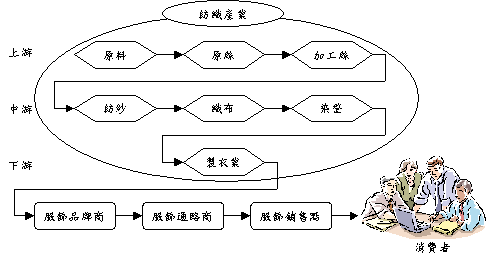 紡織產業
上游
原料
原絲
加工絲
中游
紡紗
織布
染整
下游
製衣業
服飾品牌商
服飾通路商
服飾銷售點
消費者